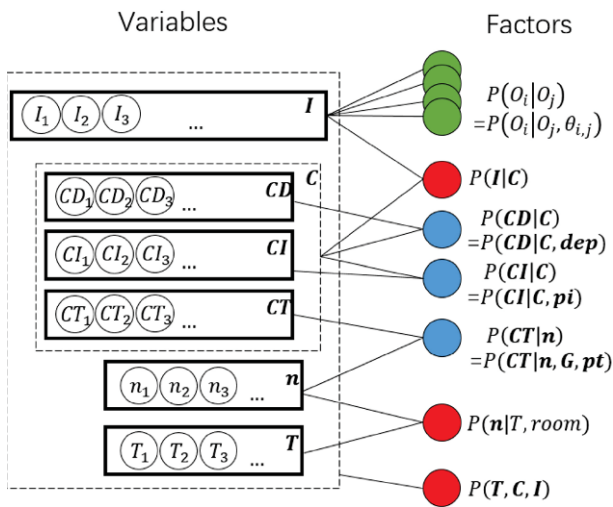 Variables
Factors
I₁ I₂ I₃ ... I
P(Oᵢ|Oⱼ)
=P(Oᵢ|Oⱼ, θᵢ,ⱼ)
P(I|C)
C
CD₁ CD₂ CD₃ ... CD
P(CD|C)
=P(CD|C, dep)
CI₁ CI₂ CI₃ ... CI
P(CI|C)
=P(CI|C, pi)
CT₁ CT₂ CT₃ ... CT
P(CT|n)
=P(CT|n, G, pt)
n₁ n₂ n₃ ... n
P(n|T, room)
T₁ T₂ T₃ ... T
P(T, C, I)